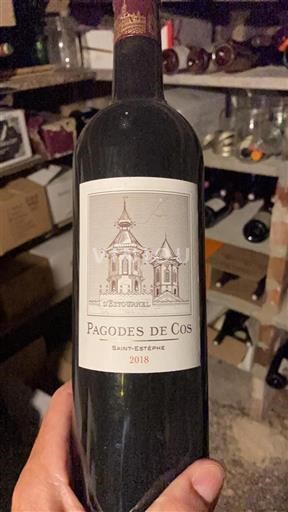 D'ESTOURNEL
PAGODES DE COS
SAINT-ESTÈPHE
2018